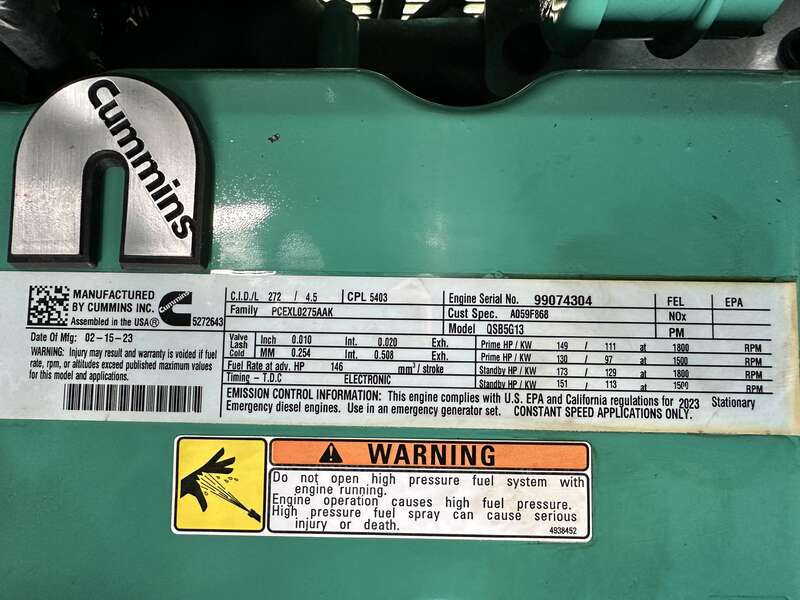 Cummins
MANUFACTURED
BY CUMMINS INC.
Assembled in the USA®
Cummins
5272643
Date Of Mfg: 02-15-23
WARNING: Injury may result and warranty is voided if fuel
rate, rpm, or altitudes exceed published maximum values
for this model and applications.
C.I.D./L 272 / 4.5 CPL 5403
Family PCEXL0275AAK
Valve Lash Cold Inch 0.010 Int. 0.020 Exh.
MM 0.254 Int. 0.508 Exh.
Fuel Rate at adv. HP 146 mm³ / stroke
Timing - T.D.C ELECTRONIC
Engine Serial No. 99074304
Cust Spec. A059F868
Model QSB5G13
FEL EPA
NOx
PM
Prime HP / KW 149 / 111 at 1800 RPM
Prime HP / KW 130 / 97 at 1500 RPM
Standby HP / KW 173 / 129 at 1800 RPM
Standby HP / KW 151 / 113 at 1500 RPM
EMISSION CONTROL INFORMATION: This engine complies with U.S. EPA and California regulations for 2023 Stationary
Emergency diesel engines. Use in an emergency generator set. CONSTANT SPEED APPLICATIONS ONLY.
WARNING
Do not open high pressure fuel system with
engine running.
Engine operation causes high fuel pressure.
High pressure fuel spray can cause serious
injury or death.
4938452